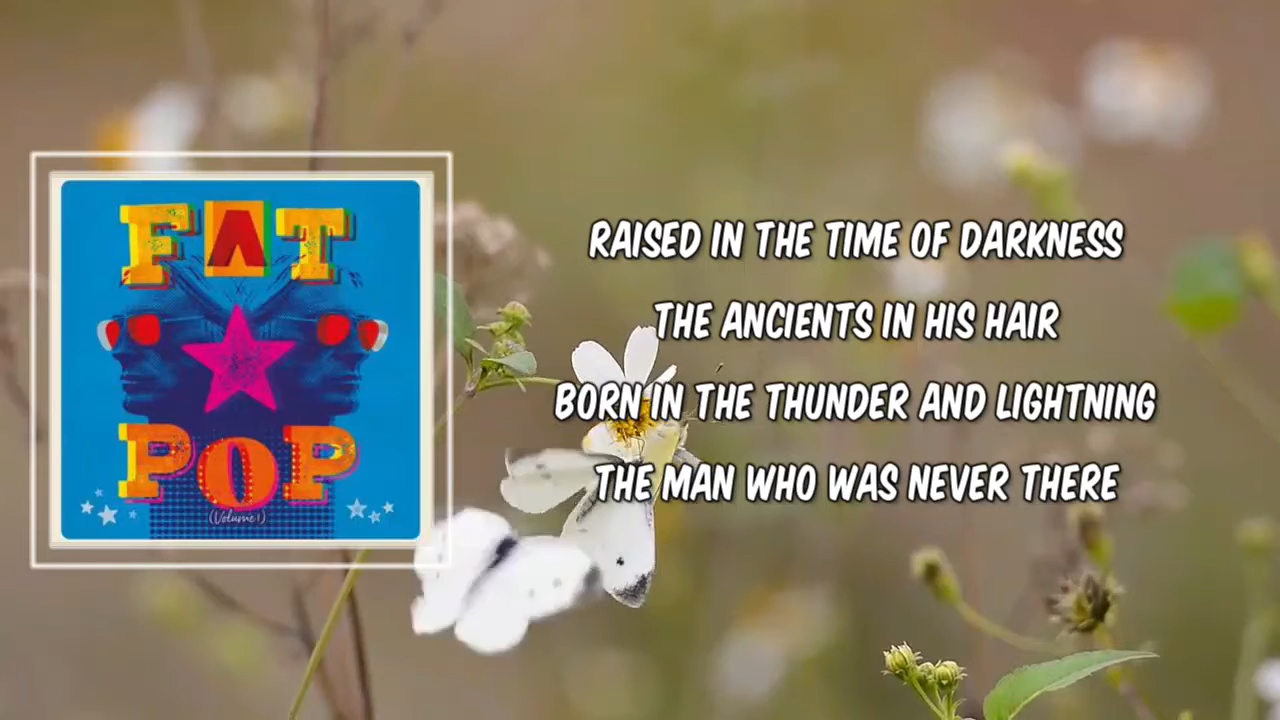 FAT
POP
(Volume 1)
RAISED IN THE TIME OF DARKNESS
THE ANCIENTS IN HIS HAIR
BORN IN THE THUNDER AND LIGHTNING
THE MAN WHO WAS NEVER THERE